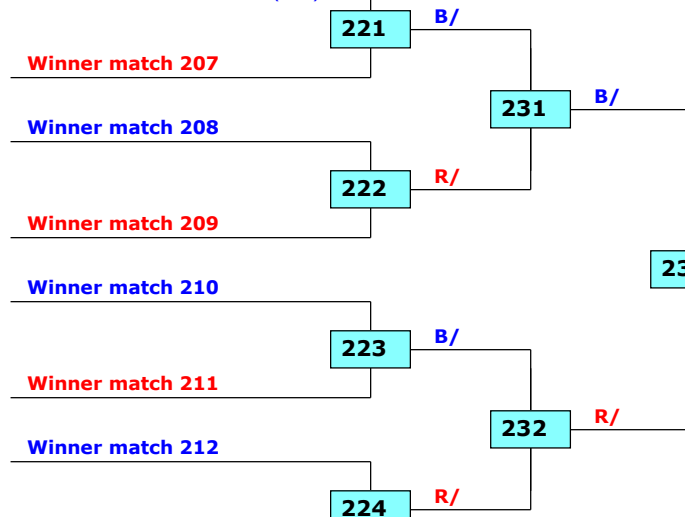 B/
221
Winner match 207
B/
231
Winner match 208
R/
222
Winner match 209
Winner match 210
B/
223
Winner match 211
R/
232
Winner match 212
R/
224